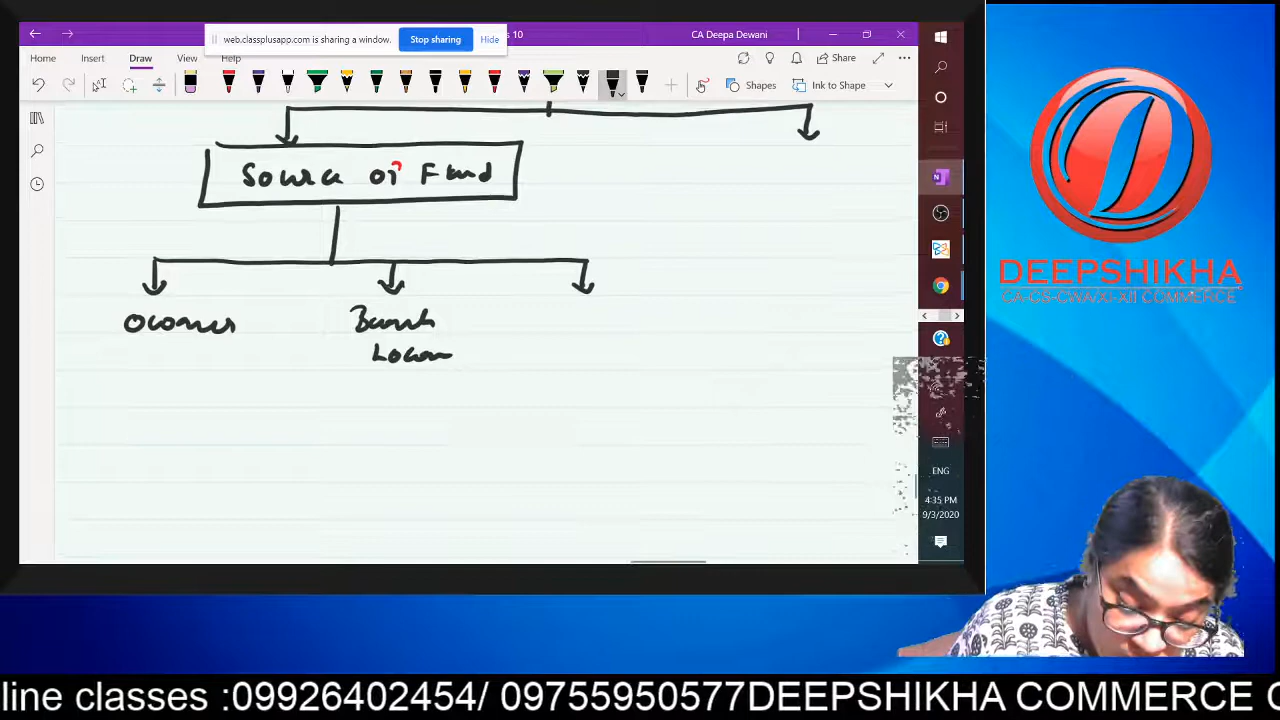 web.classplusapp.com is sharing a window.
Stop sharing
Hide
s 10
CA Deepa Dewani
Home
Insert
Draw
View
Share
Shapes
Ink to Shape
Source of Fund
Owner
Bank
Loan
ENG
4:35 PM
9/3/2020
DEEPSHIKHA
CA-CS-CWA/XI-XII COMMERCE
line classes :09926402454/ 09755950577DEEPSHIKHA COMMERCE C